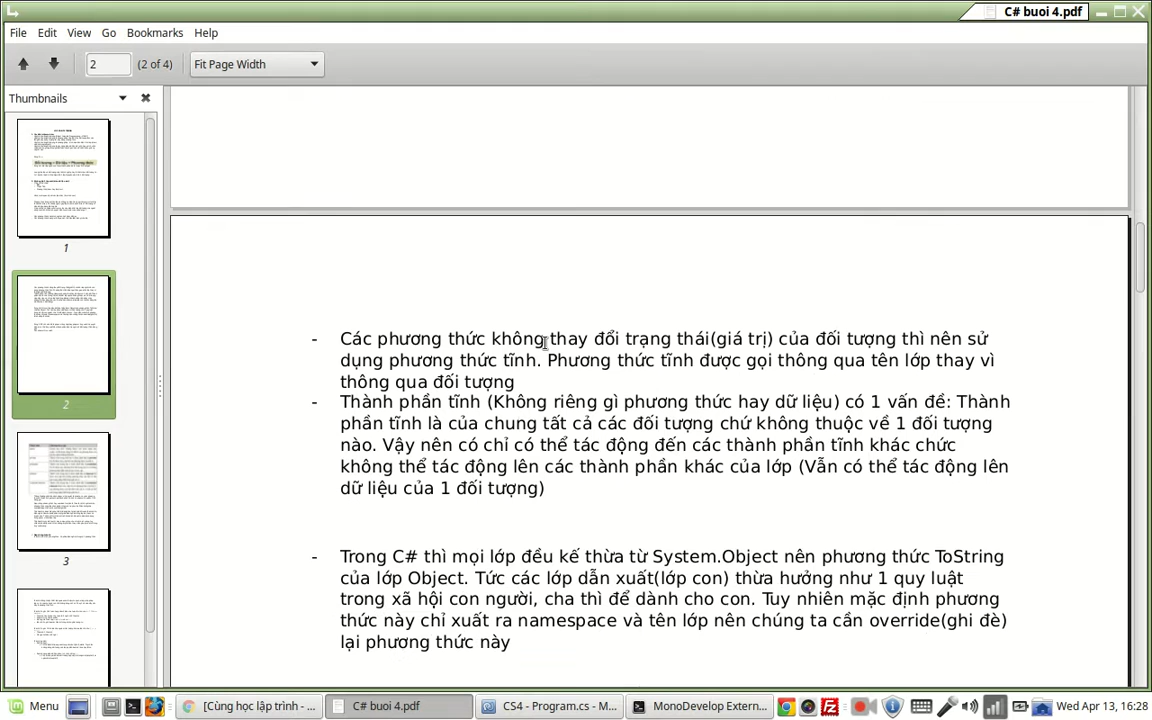 C# buoi 4.pdf
File Edit View Go Bookmarks Help
2 (2 of 4) Fit Page Width
Thumbnails
1
2
3
- Các phương thức không thay đổi trạng thái(giá trị) của đối tượng thì nên sử
dụng phương thức tĩnh. Phương thức tĩnh được gọi thông qua tên lớp thay vì
thông qua đối tượng
- Thành phần tĩnh (Không riêng gì phương thức hay dữ liệu) có 1 vấn đề: Thành
phần tĩnh là của chung tất cả các đối tượng chứ không thuộc về 1 đối tượng
nào. Vậy nên có chỉ có thể tác động đến các thành phần tĩnh khác chức
không thể tác động lên các thành phần khác của lớp (Vẫn có thể tác động lên
dữ liệu của 1 đối tượng)
- Trong C# thì mọi lớp đều kế thừa từ System.Object nên phương thức ToString
của lớp Object. Tức các lớp dẫn xuất(lớp con) thừa hưởng như 1 quy luật
trong xã hội con người, cha thì để dành cho con. Tuy nhiên mặc định phương
thức này chỉ xuất ra namespace và tên lớp nên chúng ta cần override(ghi đè)
lại phương thức này
Menu [Cùng học lập trình - ... C# buoi 4.pdf CS4 - Program.cs - M... MonoDevelop Extern... Wed Apr 13, 16:28